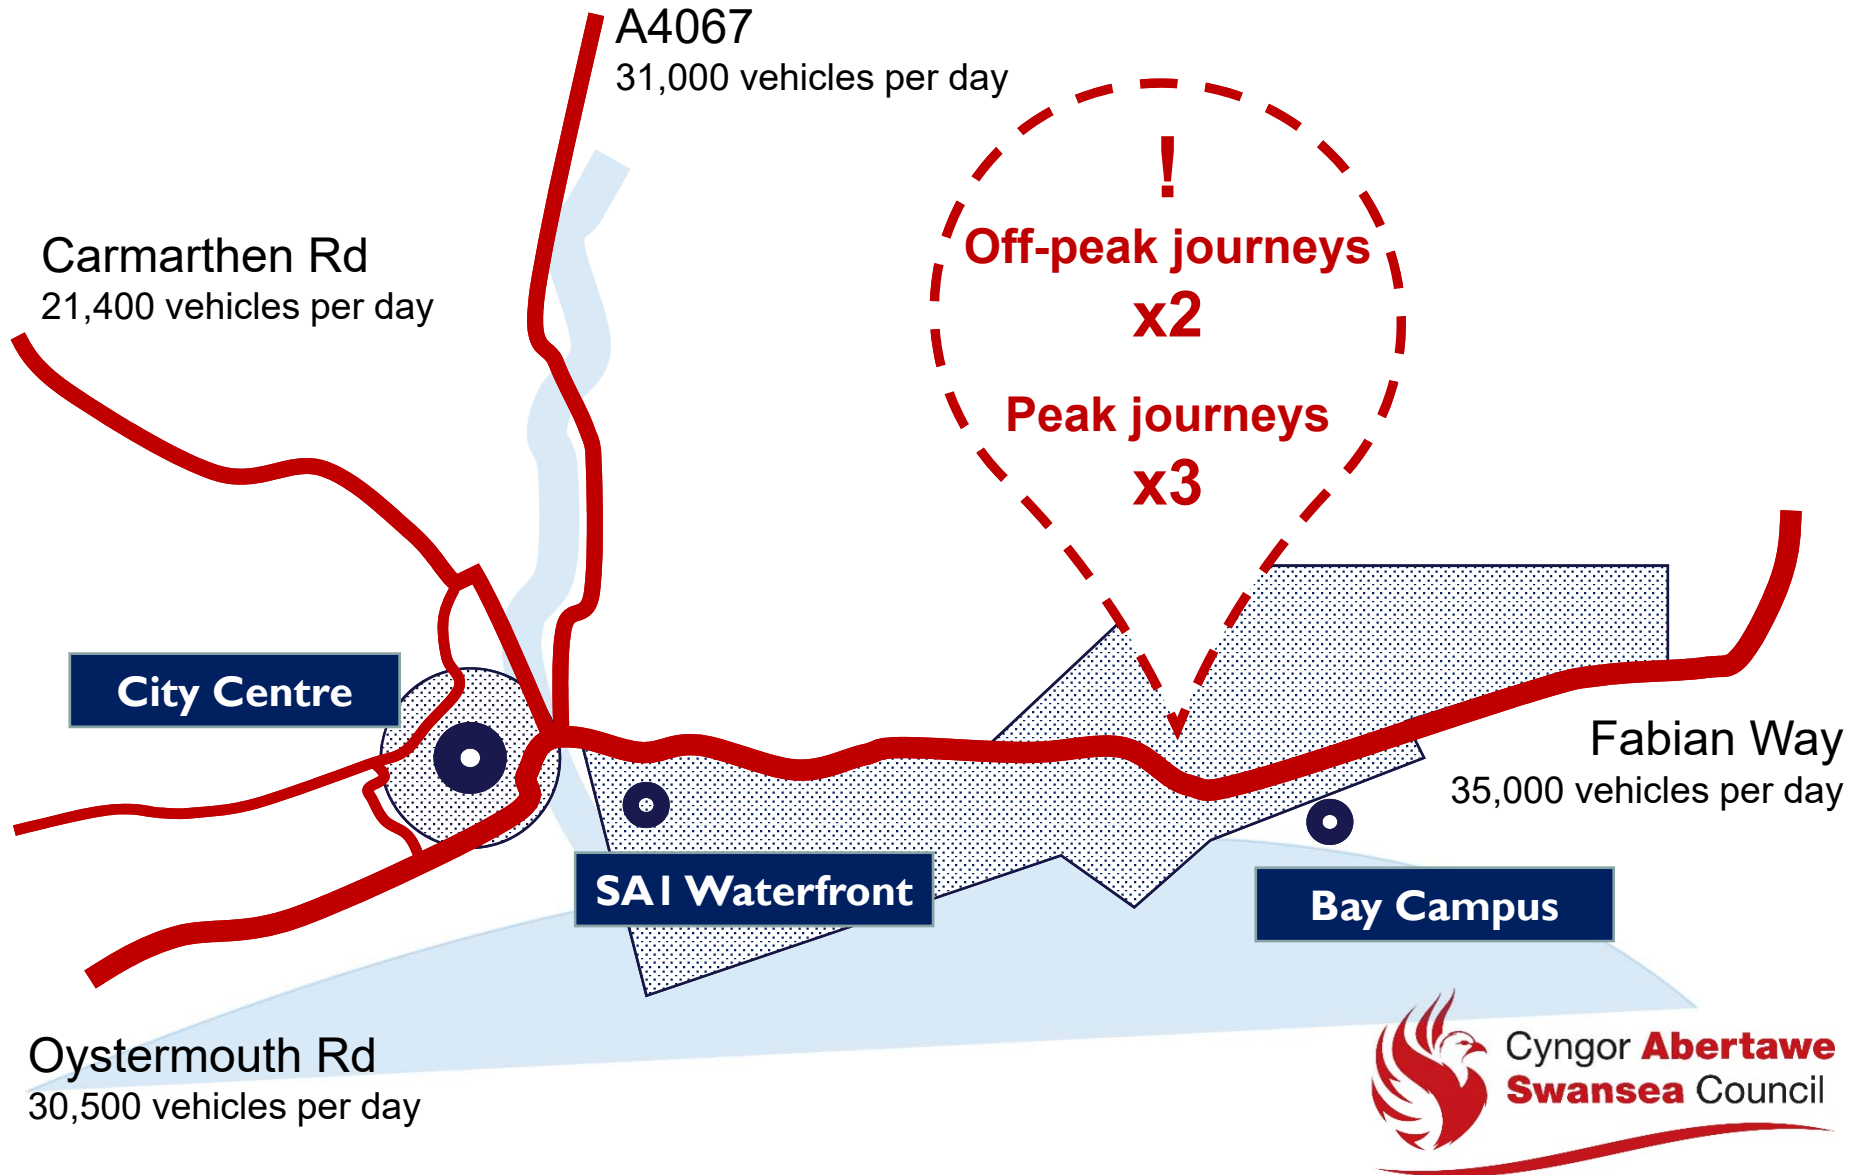 A4067
31,000 vehicles per day
Carmarthen Rd
21,400 vehicles per day
!
Off-peak journeys
x2
Peak journeys
x3
City Centre
Fabian Way
35,000 vehicles per day
SA1 Waterfront
Bay Campus
Oystermouth Rd
30,500 vehicles per day
Cyngor Abertawe
Swansea Council